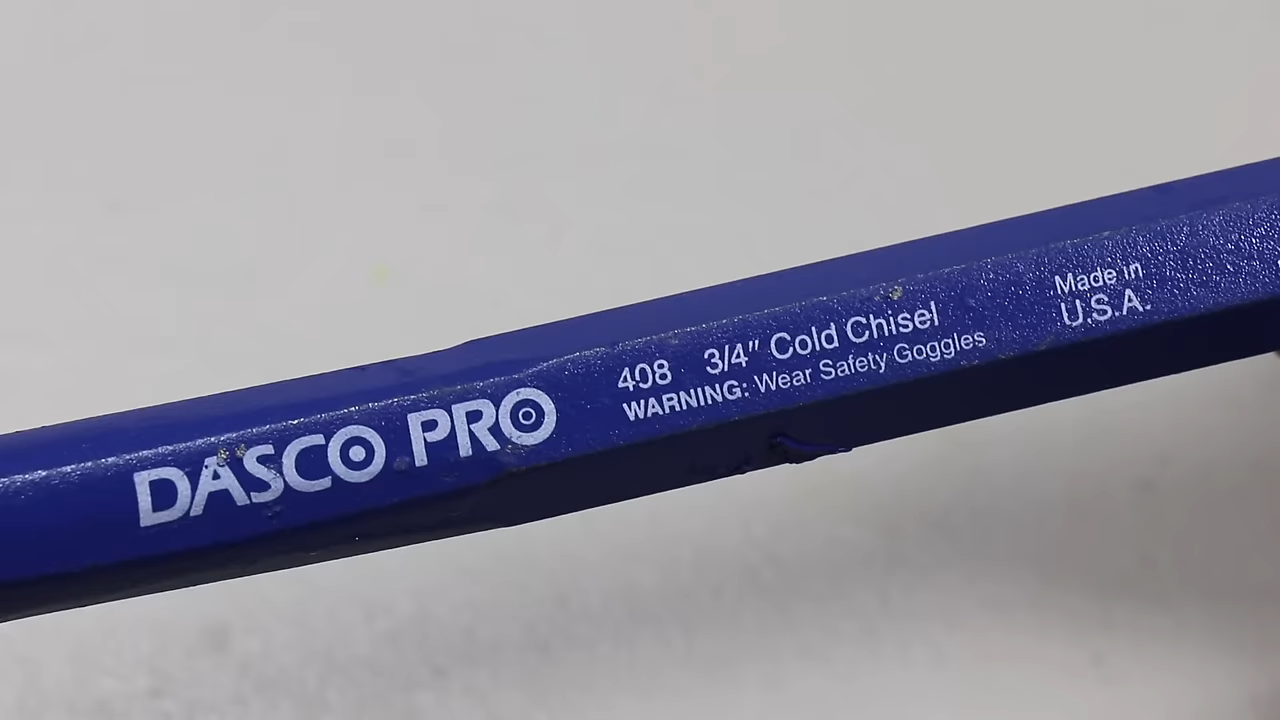 DASCO PRO
408 3/4" Cold Chisel
WARNING: Wear Safety Goggles
Made in
U.S.A.